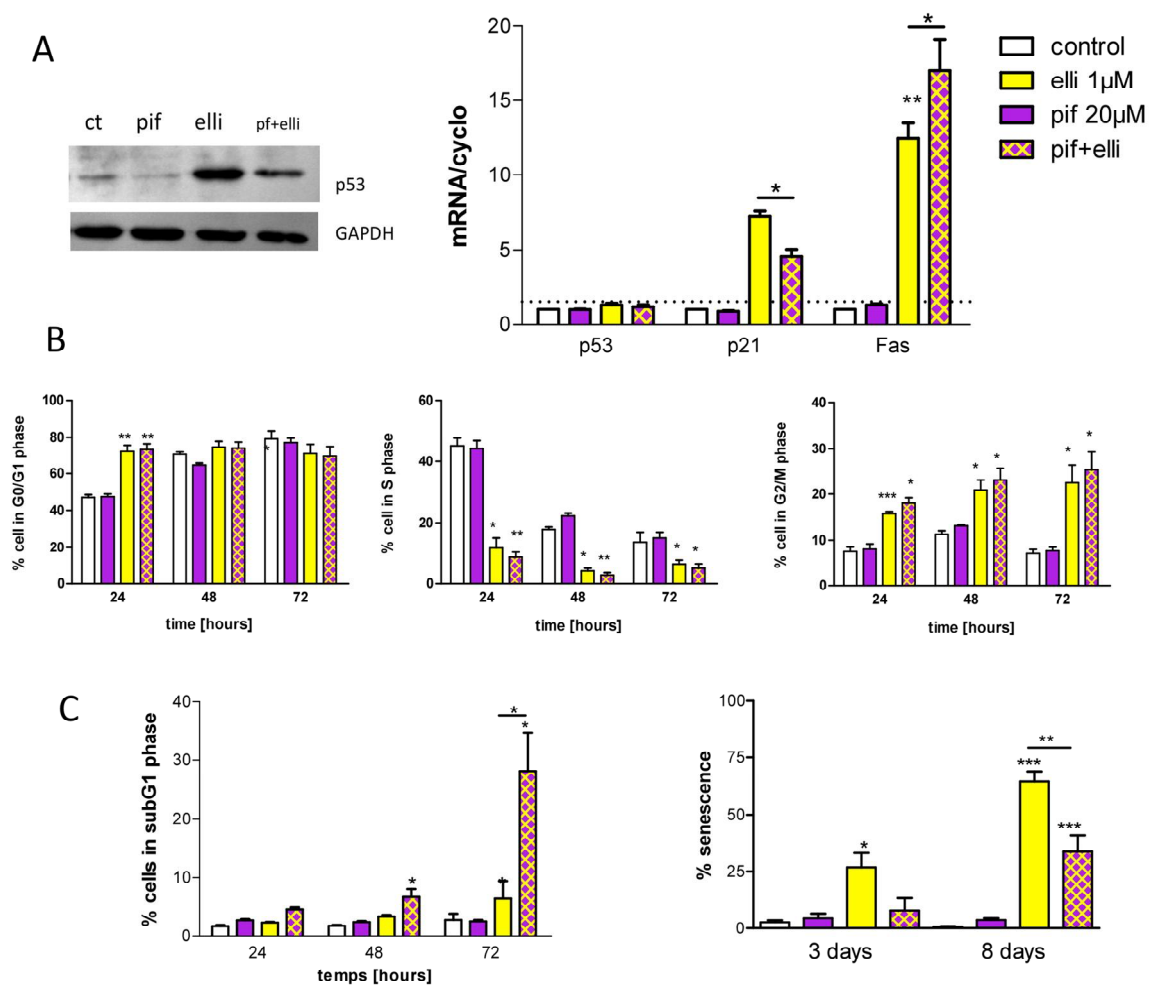 A
ct pif elli pf+elli
p53
GAPDH
mRNA/cyclo
20
15
10
5
0
*
**
*
p53 p21 Fas
control
elli 1µM
pif 20µM
pif+elli
B
% cell in G0/G1 phase
100
80
60
40
20
0
** **
*
24 48 72
time [hours]
% cell in S phase
60
40
20
0
* **
* **
* *
24 48 72
time [hours]
% cell in G2/M phase
40
30
20
10
0
*** *
* *
* *
24 48 72
time [hours]
C
% cells in subG1 phase
40
30
20
10
0
*
*
*
*
24 48 72
temps [hours]
% senescence
100
75
50
25
0
**
***
***
*
3 days 8 days